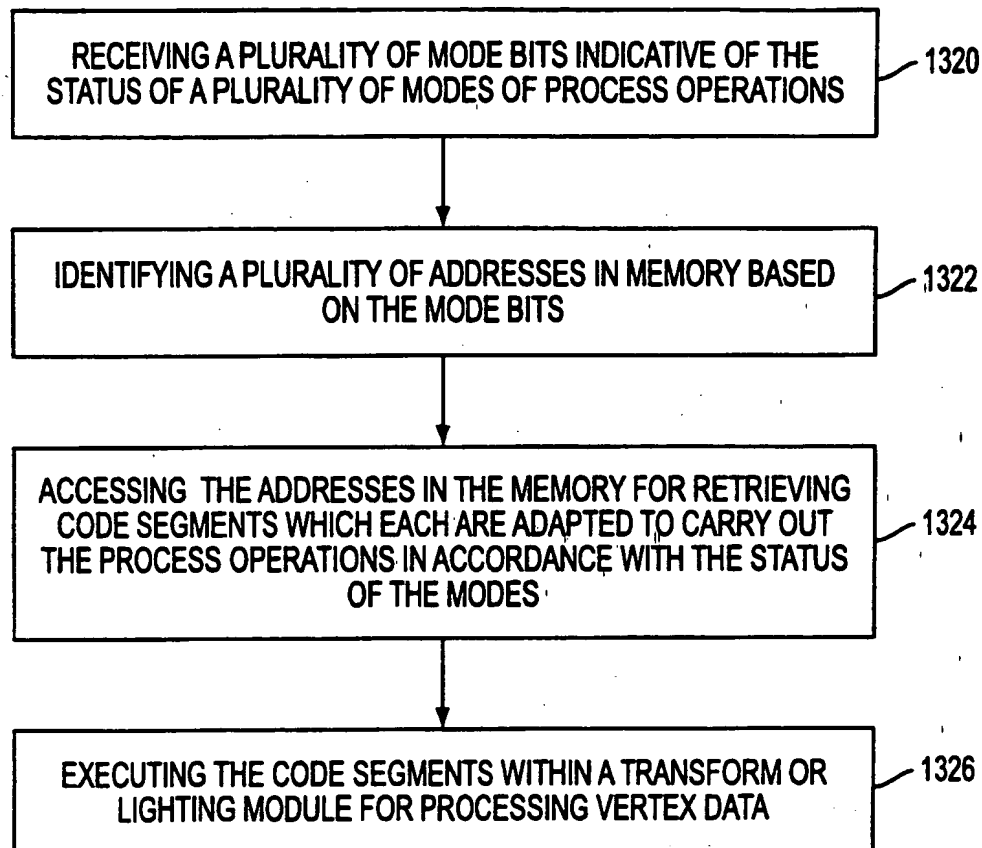 RECEIVING A PLURALITY OF MODE BITS INDICATIVE OF THE
STATUS OF A PLURALITY OF MODES OF PROCESS OPERATIONS
1320
IDENTIFYING A PLURALITY OF ADDRESSES IN MEMORY BASED
ON THE MODE BITS
1322
ACCESSING THE ADDRESSES IN THE MEMORY FOR RETRIEVING
CODE SEGMENTS WHICH EACH ARE ADAPTED TO CARRY OUT
THE PROCESS OPERATIONS IN ACCORDANCE WITH THE STATUS
OF THE MODES
1324
EXECUTING THE CODE SEGMENTS WITHIN A TRANSFORM OR
LIGHTING MODULE FOR PROCESSING VERTEX DATA
1326